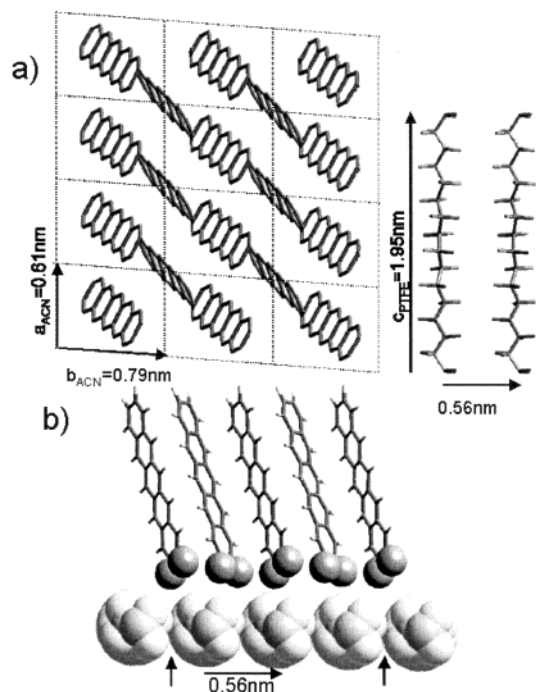 a)
a_ACN=0.61nm
b_ACN=0.79nm
c_PTFE=1.95nm
0.56nm
b)
0.56nm